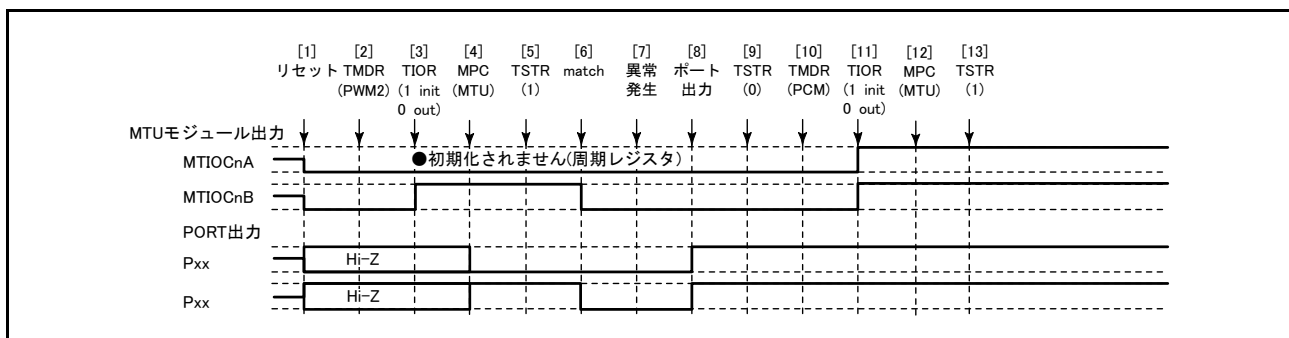 [1] [2] [3] [4] [5] [6] [7] [8] [9] [10] [11] [12] [13]
リセット TMDR TIOR MPC TSTR match 異常 ポート TSTR TMDR TIOR MPC TSTR
(PWM2) (1 init (MTU) (1) 発生 出力 (0) (PCM) (1 init (MTU) (1)
0 out) 0 out)
MTUモジュール出力
MTIOCnA ●初期化されません(周期レジスタ)
MTIOCnB
PORT出力
Pxx Hi-Z
Pxx Hi-Z